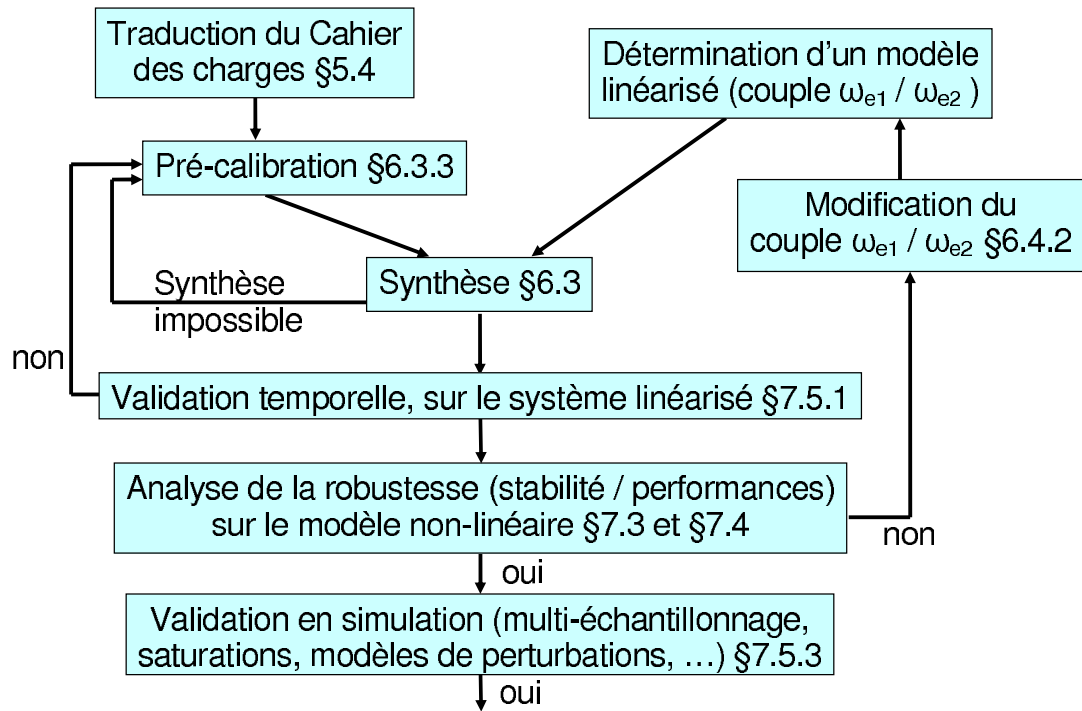 Traduction du Cahier
des charges §5.4
Détermination d'un modèle
linéarisé (couple ωe1 / ωe2 )
Pré-calibration §6.3.3
Modification du
couple ωe1 / ωe2 §6.4.2
Synthèse §6.3
Synthèse
impossible
non
Validation temporelle, sur le système linéarisé §7.5.1
Analyse de la robustesse (stabilité / performances)
sur le modèle non-linéaire §7.3 et §7.4
non
oui
Validation en simulation (multi-échantillonnage,
saturations, modèles de perturbations, ...) §7.5.3
oui